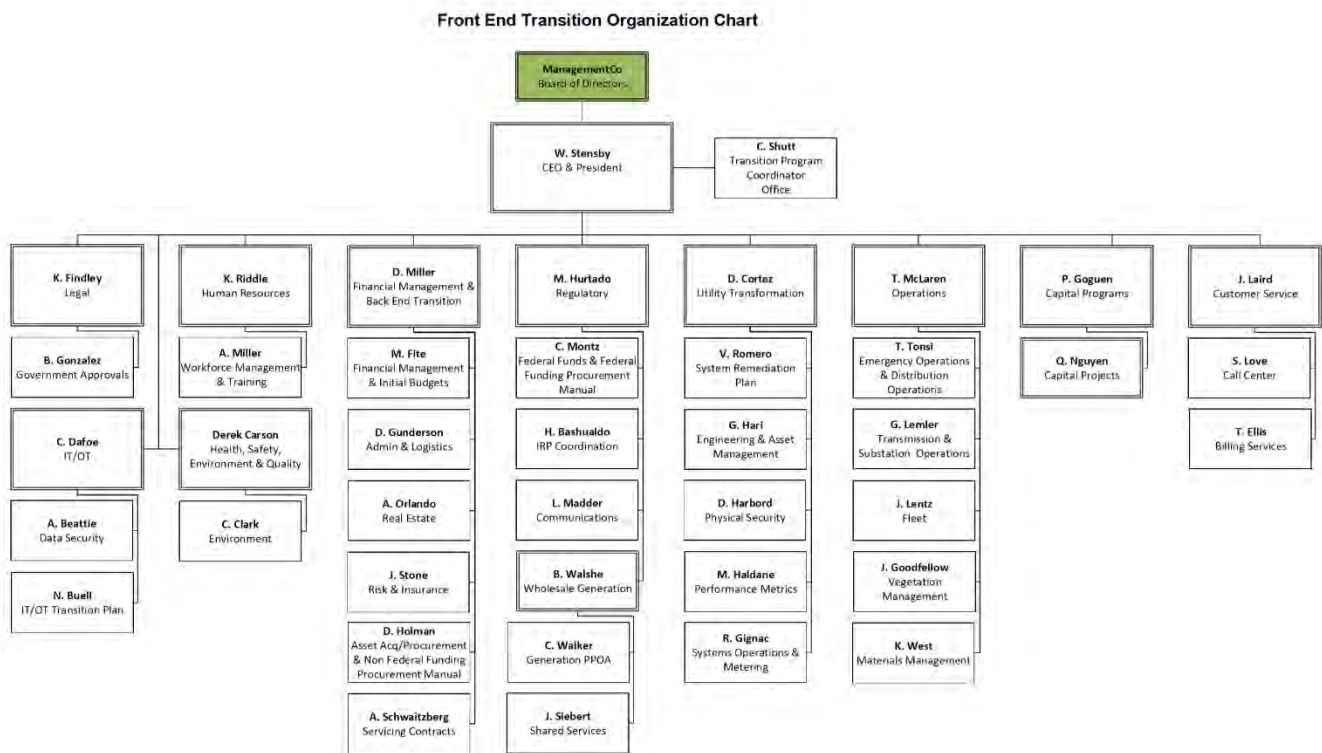 Front End Transition Organization Chart
ManagementCo
Board of Directors
W. Stensby
CEO & President
C. Shutt
Transition Program
Coordinator
Office
K. Findley
Legal
K. Riddle
Human Resources
D. Miller
Financial Management &
Back End Transition
M. Hurtado
Regulatory
D. Cortez
Utility Transformation
T. McLaren
Operations
P. Goguen
Capital Programs
J. Laird
Customer Service
B. Gonzalez
Government Approvals
A. Miller
Workforce Management
& Training
M. Fite
Financial Management
& Initial Budgets
C. Montz
Federal Funds & Federal
Funding Procurement
Manual
V. Romero
System Remediation
Plan
T. Tonsi
Emergency Operations
& Distribution
Operations
Q. Nguyen
Capital Projects
S. Love
Call Center
C. Dafoe
IT/OT
Derek Carson
Health, Safety,
Environment & Quality
D. Gunderson
Admin & Logistics
H. Bashualdo
IRP Coordination
G. Hari
Engineering & Asset
Management
G. Lemler
Transmission &
Substation Operations
T. Ellis
Billing Services
A. Beattie
Data Security
C. Clark
Environment
A. Orlando
Real Estate
L. Madder
Communications
D. Harbord
Physical Security
J. Lentz
Fleet
N. Buell
IT/OT Transition Plan
J. Stone
Risk & Insurance
B. Walshe
Wholesale Generation
M. Haldane
Performance Metrics
J. Goodfellow
Vegetation
Management
D. Holman
Asset Acq/Procurement
& Non Federal Funding
Procurement Manual
C. Walker
Generation PPOA
R. Gignac
Systems Operations &
Metering
K. West
Materials Management
A. Schwaitzberg
Servicing Contracts
J. Siebert
Shared Services